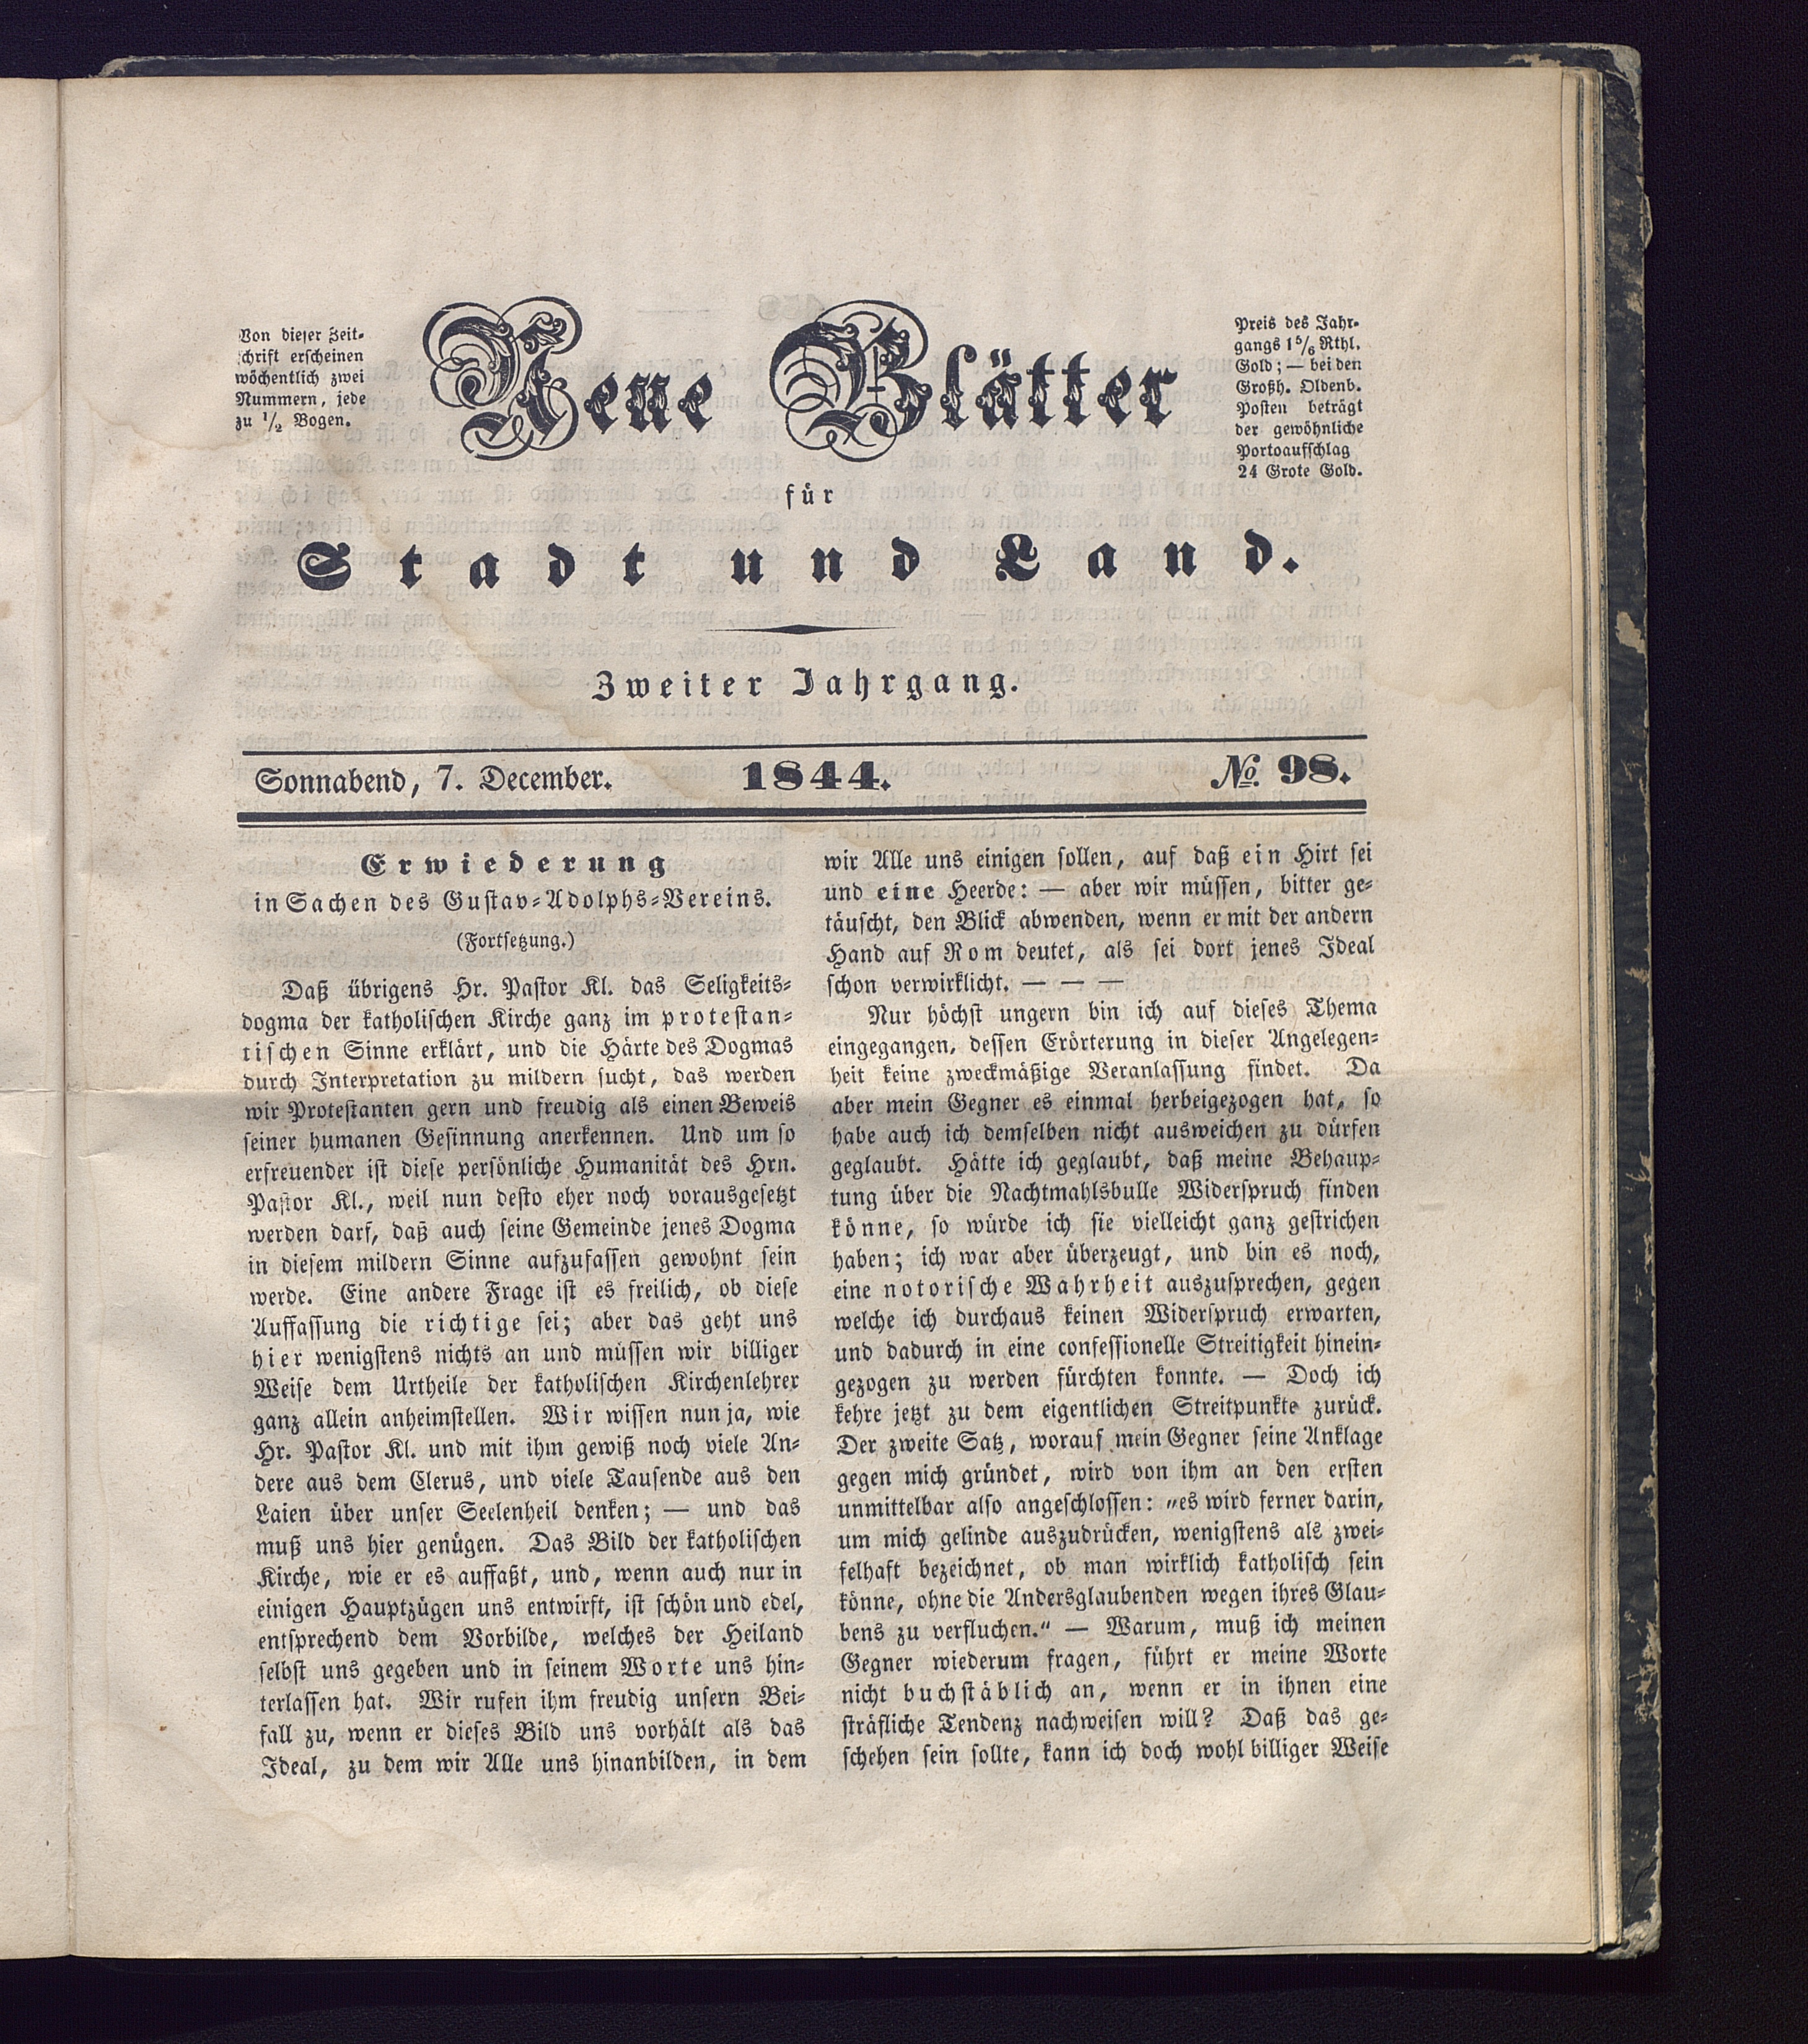 Von dieser Zeit-
schrift erscheinen
wöchentlich zwei
Nummern, jede
zu 1/2 Bogen.
Neue Blätter
für
Stadt und Land.
Preis des Jahr-
gangs 1 5/6 Rthl.
Gold; — bei den
Großh. Oldenb.
Posten beträgt
der gewöhnliche
Portoaufschlag
24 Grote Gold.
Zweiter Jahrgang.
Sonnabend, 7. December. 1844. № 98.
Erwiederung
in Sachen des Gustav-Adolphs-Vereins.
(Fortsetzung.)
Daß übrigens Hr. Pastor Kl. das Seligkeits-
dogma der katholischen Kirche ganz im protestan-
tischen Sinne erklärt, und die Härte des Dogmas
durch Interpretation zu mildern sucht, das werden
wir Protestanten gern und freudig als einen Beweis
seiner humanen Gesinnung anerkennen. Und um so
erfreuender ist diese persönliche Humanität des Hrn.
Pastor Kl., weil nun desto eher noch vorausgesetzt
werden darf, daß auch seine Gemeinde jenes Dogma
in diesem mildern Sinne aufzufassen gewohnt sein
werde. Eine andere Frage ist es freilich, ob diese
Auffassung die richtige sei; aber das geht uns
hier wenigstens nichts an und müssen wir billiger
Weise dem Urtheile der katholischen Kirchenlehrer
ganz allein anheimstellen. Wir wissen nun ja, wie
Hr. Pastor Kl. und mit ihm gewiß noch viele An-
dere aus dem Clerus, und viele Tausende aus den
Laien über unser Seelenheil denken; — und das
muß uns hier genügen. Das Bild der katholischen
Kirche, wie er es auffaßt, und, wenn auch nur in
einigen Hauptzügen uns entwirft, ist schön und edel,
entsprechend dem Vorbilde, welches der Heiland
selbst uns gegeben und in seinem Worte uns hin-
terlassen hat. Wir rufen ihm freudig unsern Bei-
fall zu, wenn er dieses Bild uns vorhält als das
Ideal, zu dem wir Alle uns hinanbilden, in dem
wir Alle uns einigen sollen, auf daß ein Hirt sei
und eine Heerde: — aber wir müssen, bitter ge-
täuscht, den Blick abwenden, wenn er mit der andern
Hand auf Rom deutet, als sei dort jenes Ideal
schon verwirklicht. — — —
Nur höchst ungern bin ich auf dieses Thema
eingegangen, dessen Erörterung in dieser Angelegen-
heit keine zweckmäßige Veranlassung findet. Da
aber mein Gegner es einmal herbeigezogen hat, so
habe auch ich demselben nicht ausweichen zu dürfen
geglaubt. Hätte ich geglaubt, daß meine Behaup-
tung über die Nachtmahlsbulle Widerspruch finden
könne, so würde ich sie vielleicht ganz gestrichen
haben; ich war aber überzeugt, und bin es noch,
eine notorische Wahrheit auszusprechen, gegen
welche ich durchaus keinen Widerspruch erwarten,
und dadurch in eine confessionelle Streitigkeit hinein-
gezogen zu werden fürchten konnte. — Doch ich
kehre jetzt zu dem eigentlichen Streitpunkte zurück.
Der zweite Satz, worauf mein Gegner seine Anklage
gegen mich gründet, wird von ihm an den ersten
unmittelbar also angeschlossen: „es wird ferner darin,
um mich gelinde auszudrücken, wenigstens als zwei-
felhaft bezeichnet, ob man wirklich katholisch sein
könne, ohne die Andersglaubenden wegen ihres Glau-
bens zu verfluchen.“ — Warum, muß ich meinen
Gegner wiederum fragen, führt er meine Worte
nicht buchstäblich an, wenn er in ihnen eine
sträfliche Tendenz nachweisen will? Daß das ge-
schehen sein sollte, kann ich doch wohl billiger Weise